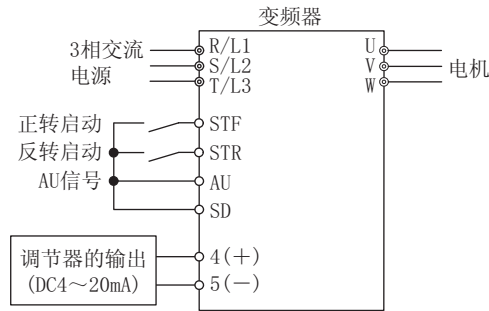 变频器
3相交流
电源
R/L1
S/L2
T/L3
U
V
W
电机
正转启动
STF
反转启动
STR
AU信号
AU
SD
调节器的输出
(DC4～20mA)
4(+)
5(−)